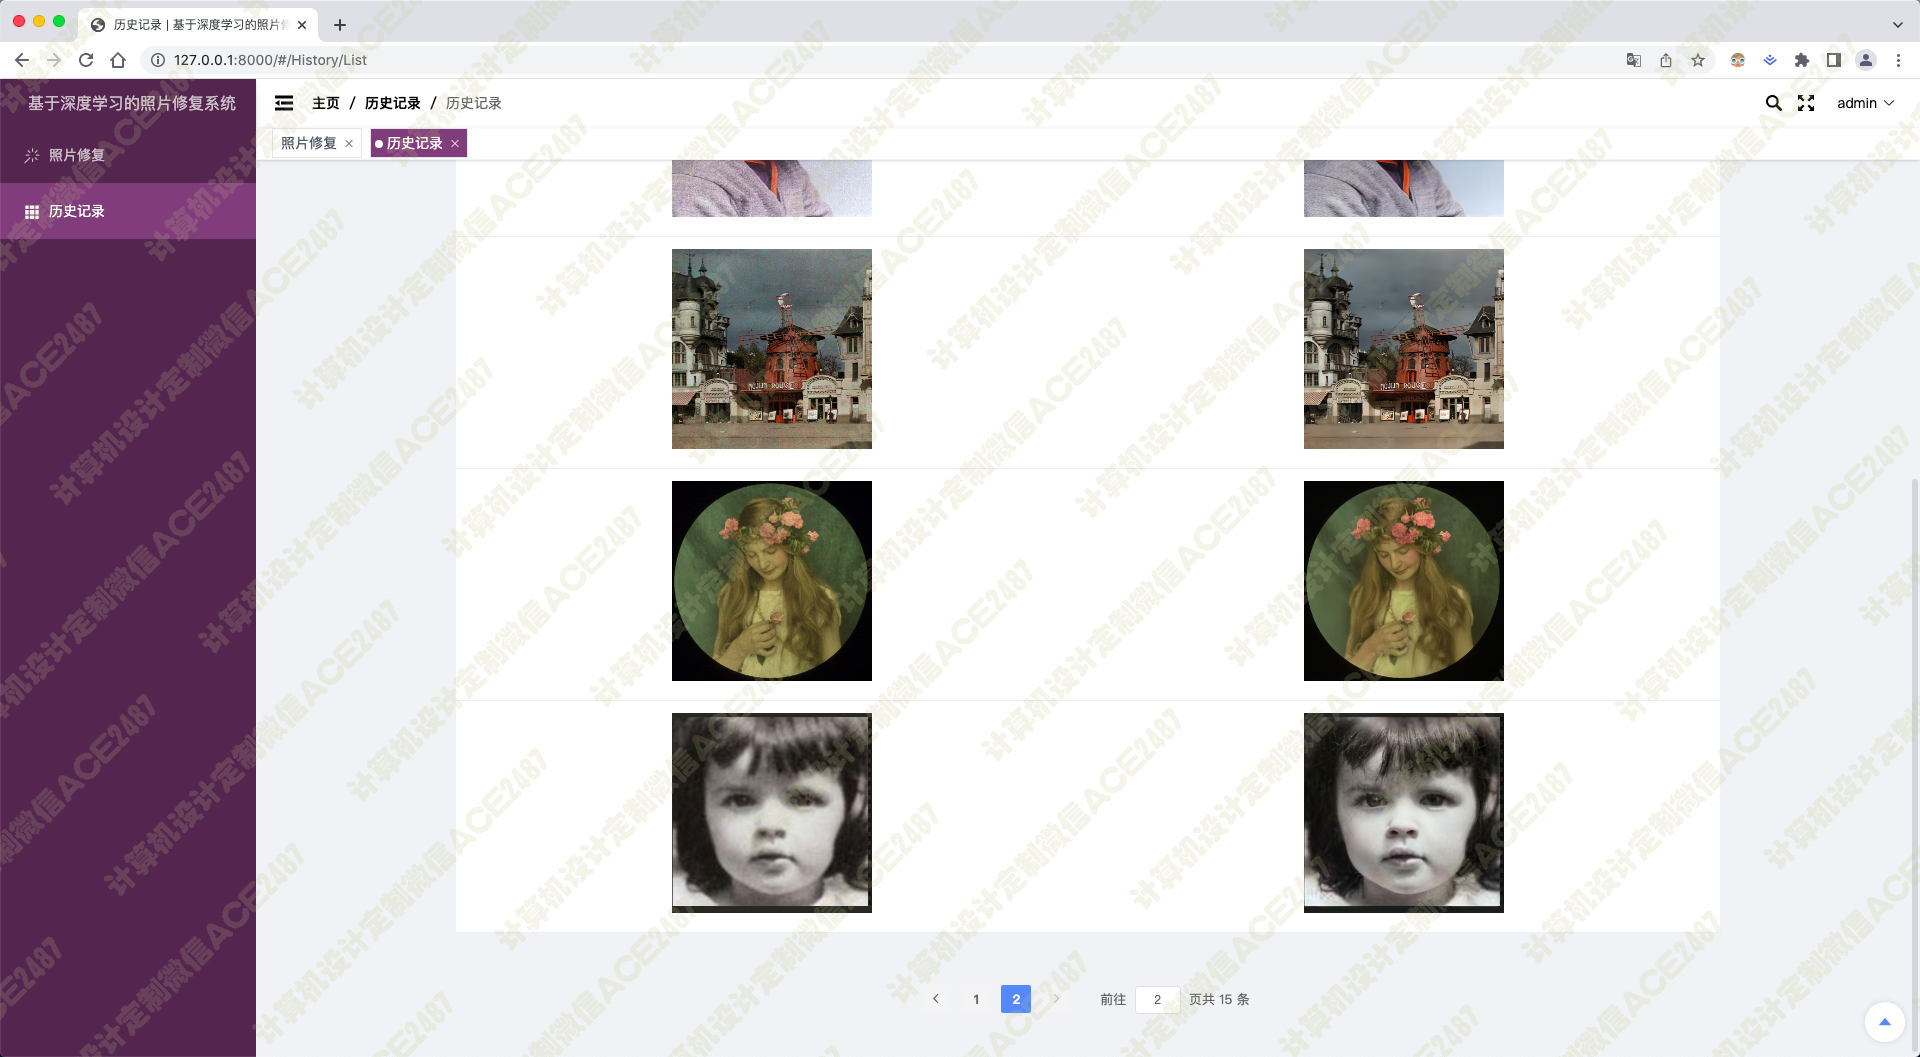 历史记录 | 基于深度学习的照片修
127.0.0.1:8000/#/History/List
基于深度学习的照片修复系统
主页 / 历史记录 / 历史记录
admin
照片修复
历史记录
照片修复
历史记录
MOULIN ROUGE
MOULIN ROUGE
1
2
前往 2 页共 15 条
计算机设计定制微信ACE2487